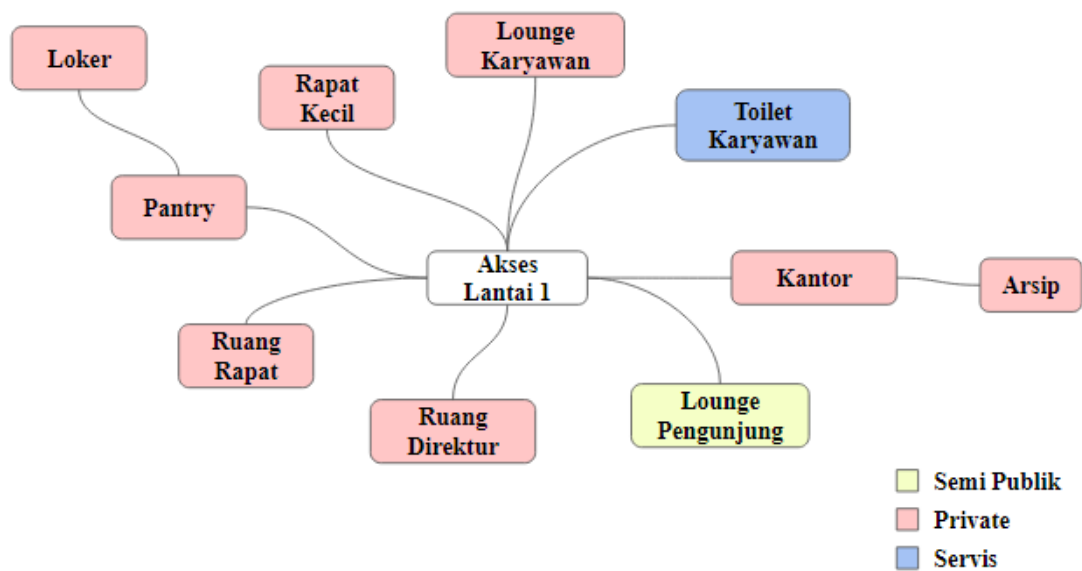 Loker
Lounge
Karyawan
Rapat
Kecil
Toilet
Karyawan
Pantry
Akses
Lantai 1
Kantor
Arsip
Ruang
Rapat
Ruang
Direktur
Lounge
Pengunjung
Semi Publik
Private
Servis